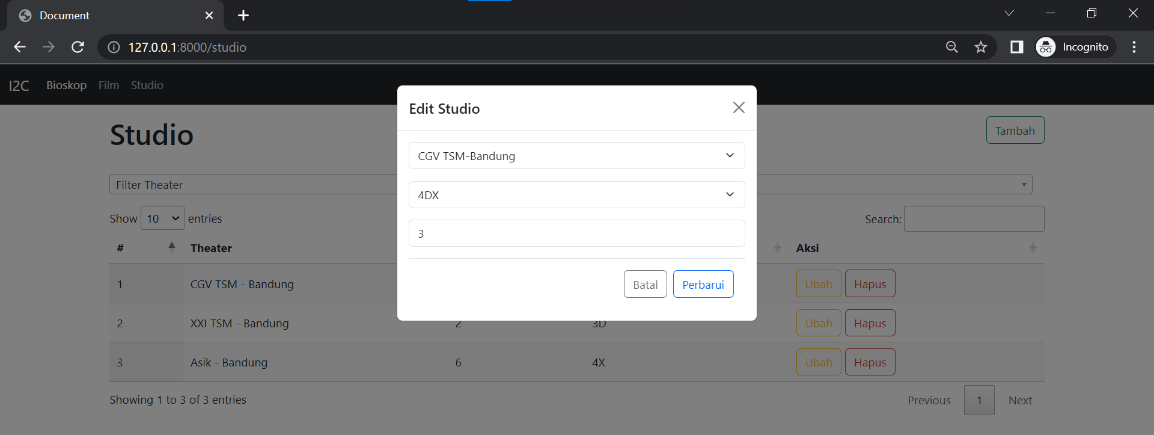 Document
127.0.0.1:8000/studio
Incognito
I2C Bioskop Film Studio
Edit Studio
Studio
Tambah
CGV TSM-Bandung
Filter Theater
4DX
Show 10 entries
Search:
3
# Theater Aksi
Batal Perbarui
1 CGV TSM - Bandung Ubah Hapus
2 XXI TSM - Bandung 2 3D Ubah Hapus
3 Asik - Bandung 6 4X Ubah Hapus
Showing 1 to 3 of 3 entries
Previous 1 Next